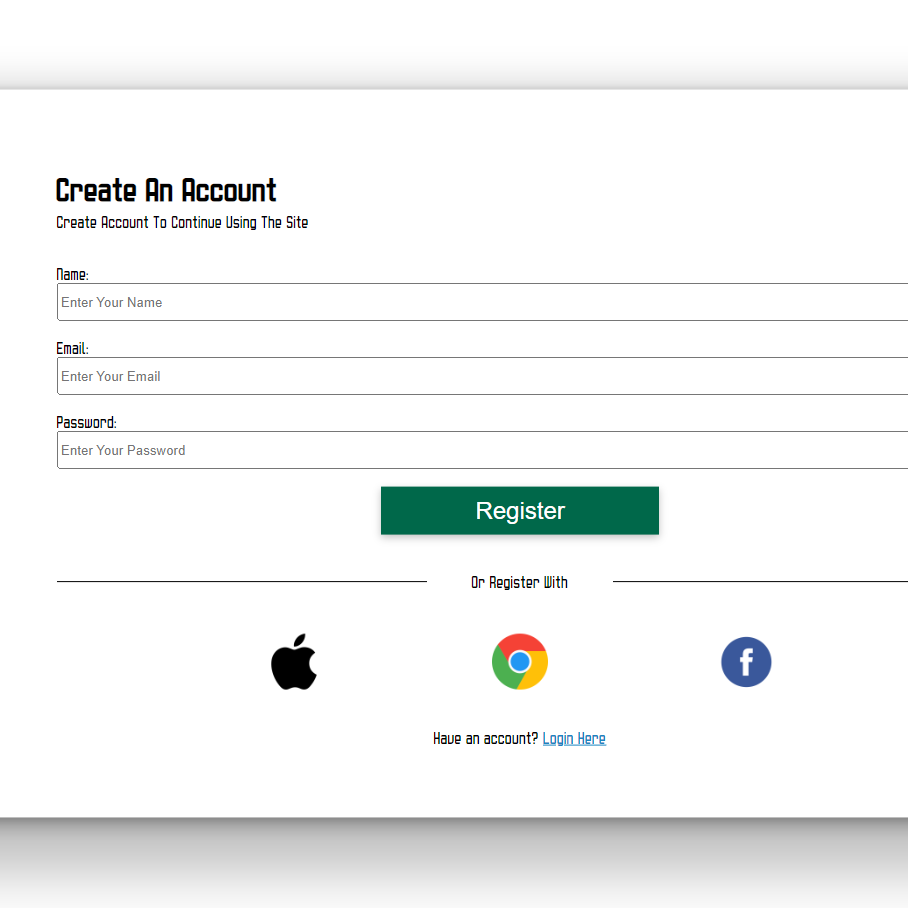 Create An Account
Create Account To Continue Using The Site
Name:
Enter Your Name
Email:
Enter Your Email
Password:
Enter Your Password
Register
Or Register With
Have an account? Login Here